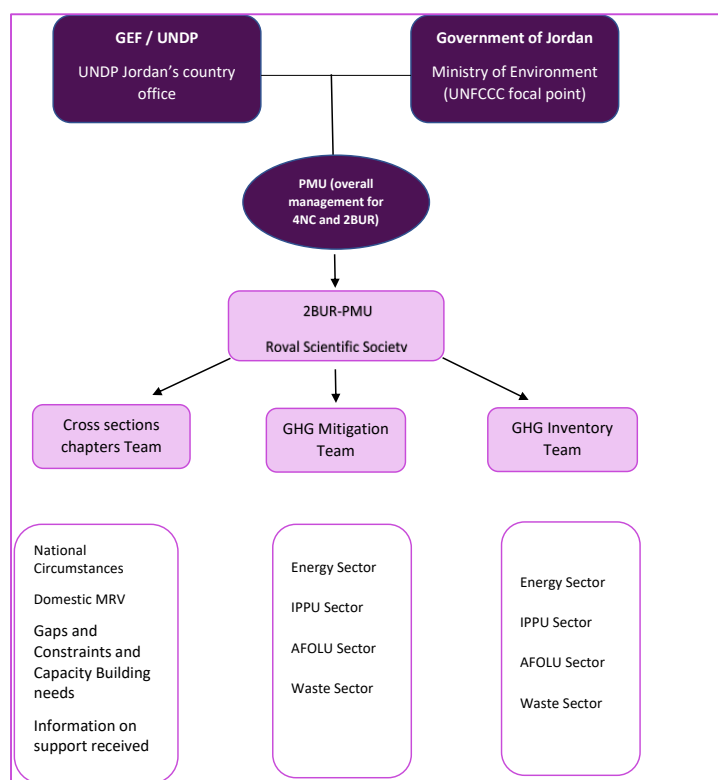 GEF / UNDP
UNDP Jordan's country
office
Government of Jordan
Ministry of Environment
(UNFCCC focal point)
PMU (overall
management for
4NC and 2BUR)
2BUR-PMU
Royal Scientific Society
Cross sections
chapters Team
GHG Mitigation
Team
GHG Inventory
Team
National
Circumstances
Domestic MRV
Gaps and
Constraints and
Capacity Building
needs
Information on
support received
Energy Sector
IPPU Sector
AFOLU Sector
Waste Sector
Energy Sector
IPPU Sector
AFOLU Sector
Waste Sector